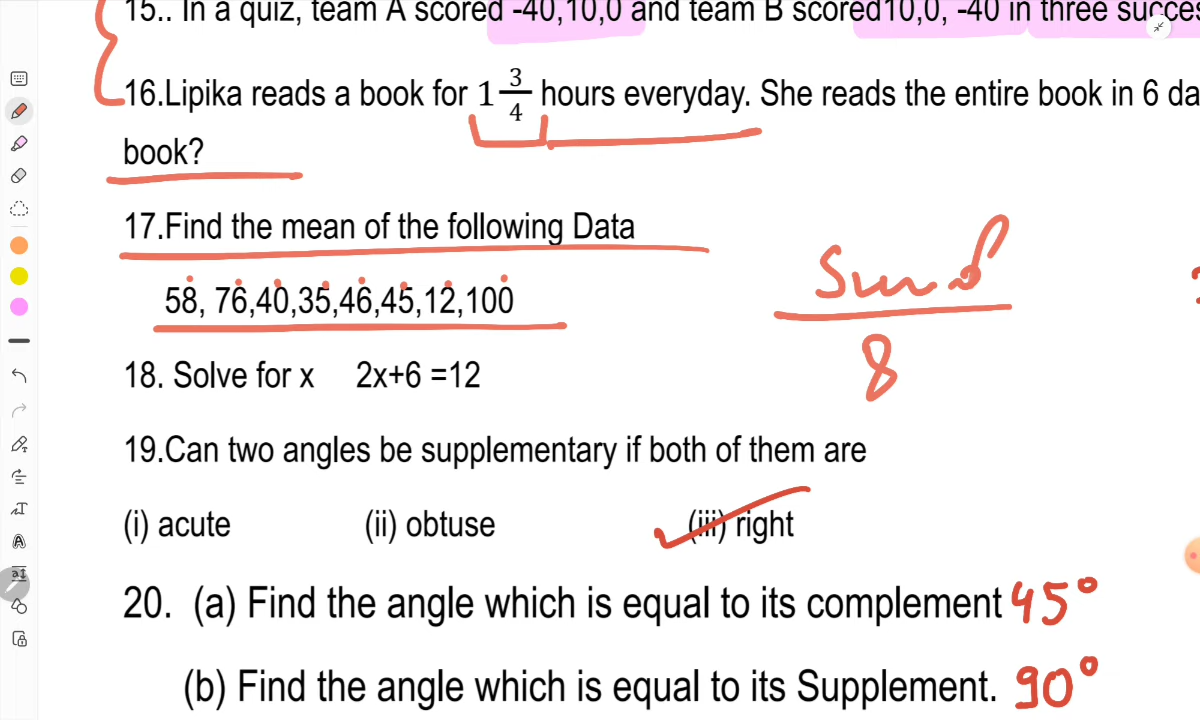 15.. In a quiz, team A scored -40,10,0 and team B scored10,0, -40 in three
16.Lipika reads a book for 1 3/4 hours everyday. She reads the entire book in 6
book?
17.Find the mean of the following Data
58, 76,40,35,46,45,12,100
Sum of
8
18. Solve for x 2x+6 =12
19.Can two angles be supplementary if both of them are
(i) acute (ii) obtuse (iii) right
20. (a) Find the angle which is equal to its complement 45°
(b) Find the angle which is equal to its Supplement. 90°